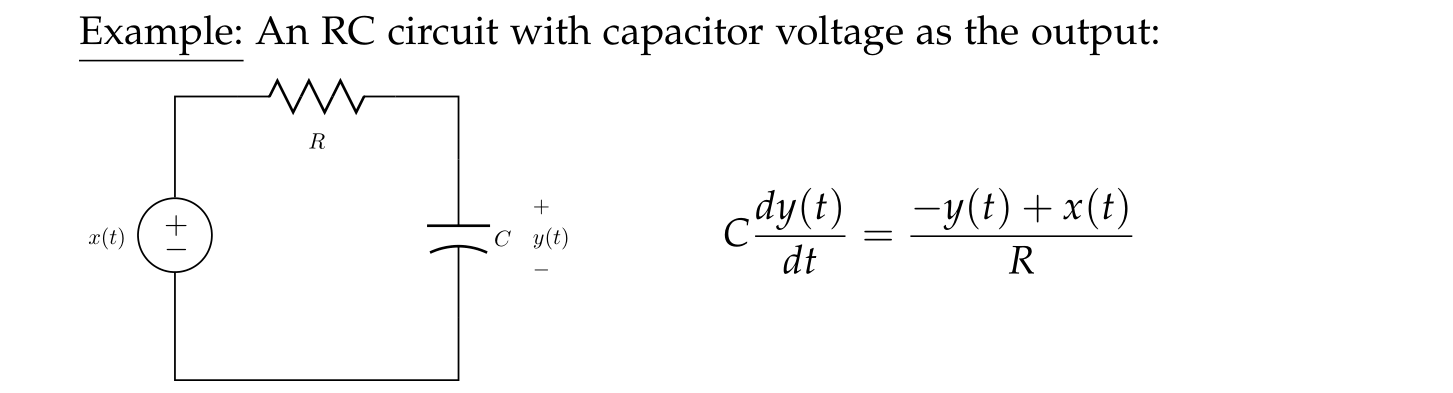 Example: An RC circuit with capacitor voltage as the output:
R
x(t)
+
−
C
+
y(t)
−
C dy(t)/dt = (−y(t) + x(t))/R